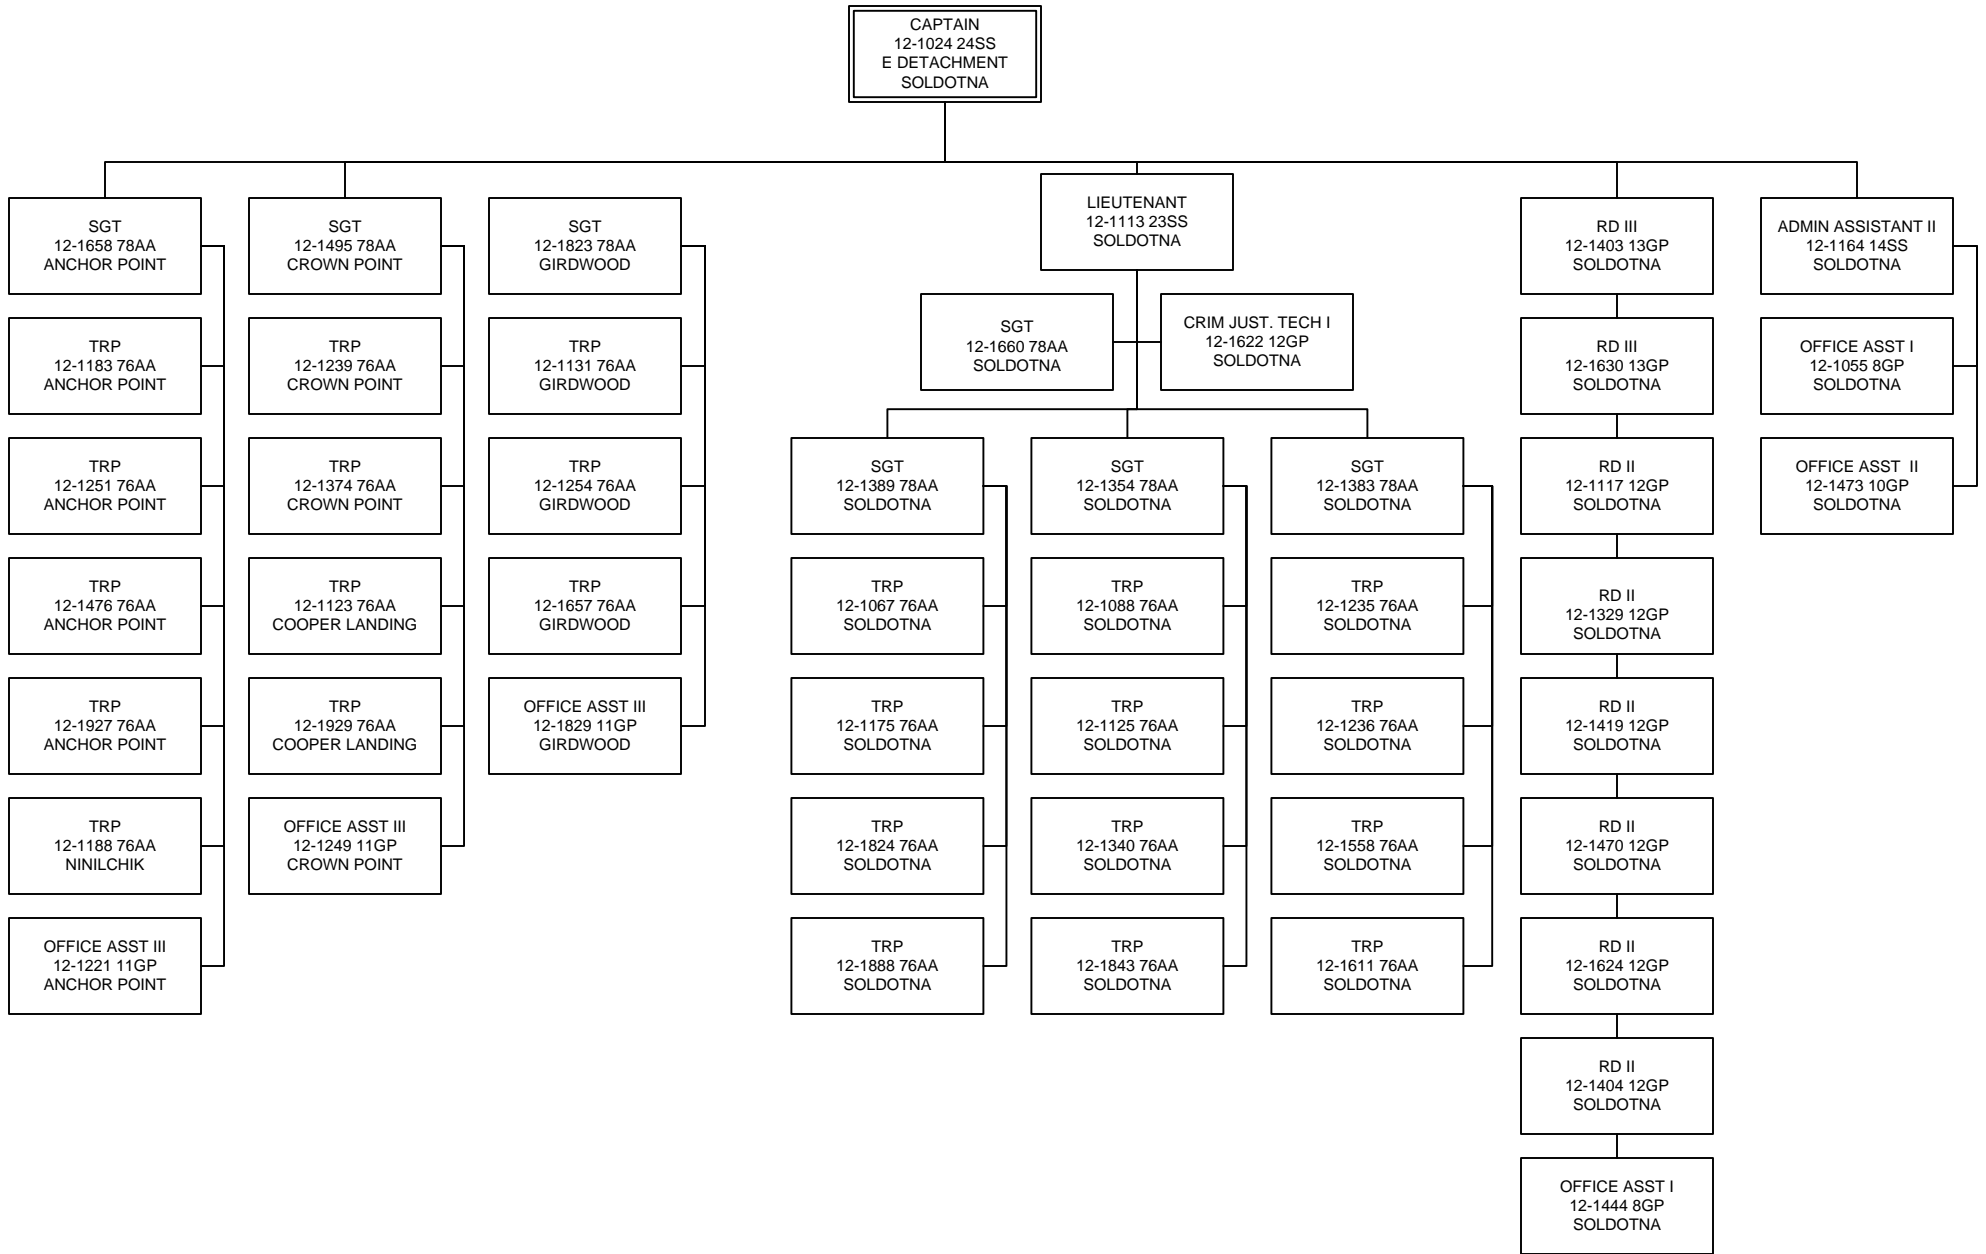 CAPTAIN
12-1024 24SS
E DETACHMENT
SOLDOTNA
SGT
12-1658 78AA
ANCHOR POINT
TRP
12-1183 76AA
ANCHOR POINT
TRP
12-1251 76AA
ANCHOR POINT
TRP
12-1476 76AA
ANCHOR POINT
TRP
12-1927 76AA
ANCHOR POINT
TRP
12-1188 76AA
NINILCHIK
OFFICE ASST III
12-1221 11GP
ANCHOR POINT
SGT
12-1495 78AA
CROWN POINT
TRP
12-1239 76AA
CROWN POINT
TRP
12-1374 76AA
CROWN POINT
TRP
12-1123 76AA
COOPER LANDING
TRP
12-1929 76AA
COOPER LANDING
OFFICE ASST III
12-1249 11GP
CROWN POINT
SGT
12-1823 78AA
GIRDWOOD
TRP
12-1131 76AA
GIRDWOOD
TRP
12-1254 76AA
GIRDWOOD
TRP
12-1657 76AA
GIRDWOOD
OFFICE ASST III
12-1829 11GP
GIRDWOOD
LIEUTENANT
12-1113 23SS
SOLDOTNA
SGT
12-1660 78AA
SOLDOTNA
CRIM JUST. TECH I
12-1622 12GP
SOLDOTNA
SGT
12-1389 78AA
SOLDOTNA
TRP
12-1067 76AA
SOLDOTNA
TRP
12-1175 76AA
SOLDOTNA
TRP
12-1824 76AA
SOLDOTNA
TRP
12-1888 76AA
SOLDOTNA
SGT
12-1354 78AA
SOLDOTNA
TRP
12-1088 76AA
SOLDOTNA
TRP
12-1125 76AA
SOLDOTNA
TRP
12-1340 76AA
SOLDOTNA
TRP
12-1843 76AA
SOLDOTNA
SGT
12-1383 78AA
SOLDOTNA
TRP
12-1235 76AA
SOLDOTNA
TRP
12-1236 76AA
SOLDOTNA
TRP
12-1558 76AA
SOLDOTNA
TRP
12-1611 76AA
SOLDOTNA
RD III
12-1403 13GP
SOLDOTNA
RD III
12-1630 13GP
SOLDOTNA
RD II
12-1117 12GP
SOLDOTNA
RD II
12-1329 12GP
SOLDOTNA
RD II
12-1419 12GP
SOLDOTNA
RD II
12-1470 12GP
SOLDOTNA
RD II
12-1624 12GP
SOLDOTNA
RD II
12-1404 12GP
SOLDOTNA
OFFICE ASST I
12-1444 8GP
SOLDOTNA
ADMIN ASSISTANT II
12-1164 14SS
SOLDOTNA
OFFICE ASST I
12-1055 8GP
SOLDOTNA
OFFICE ASST  II
12-1473 10GP
SOLDOTNA